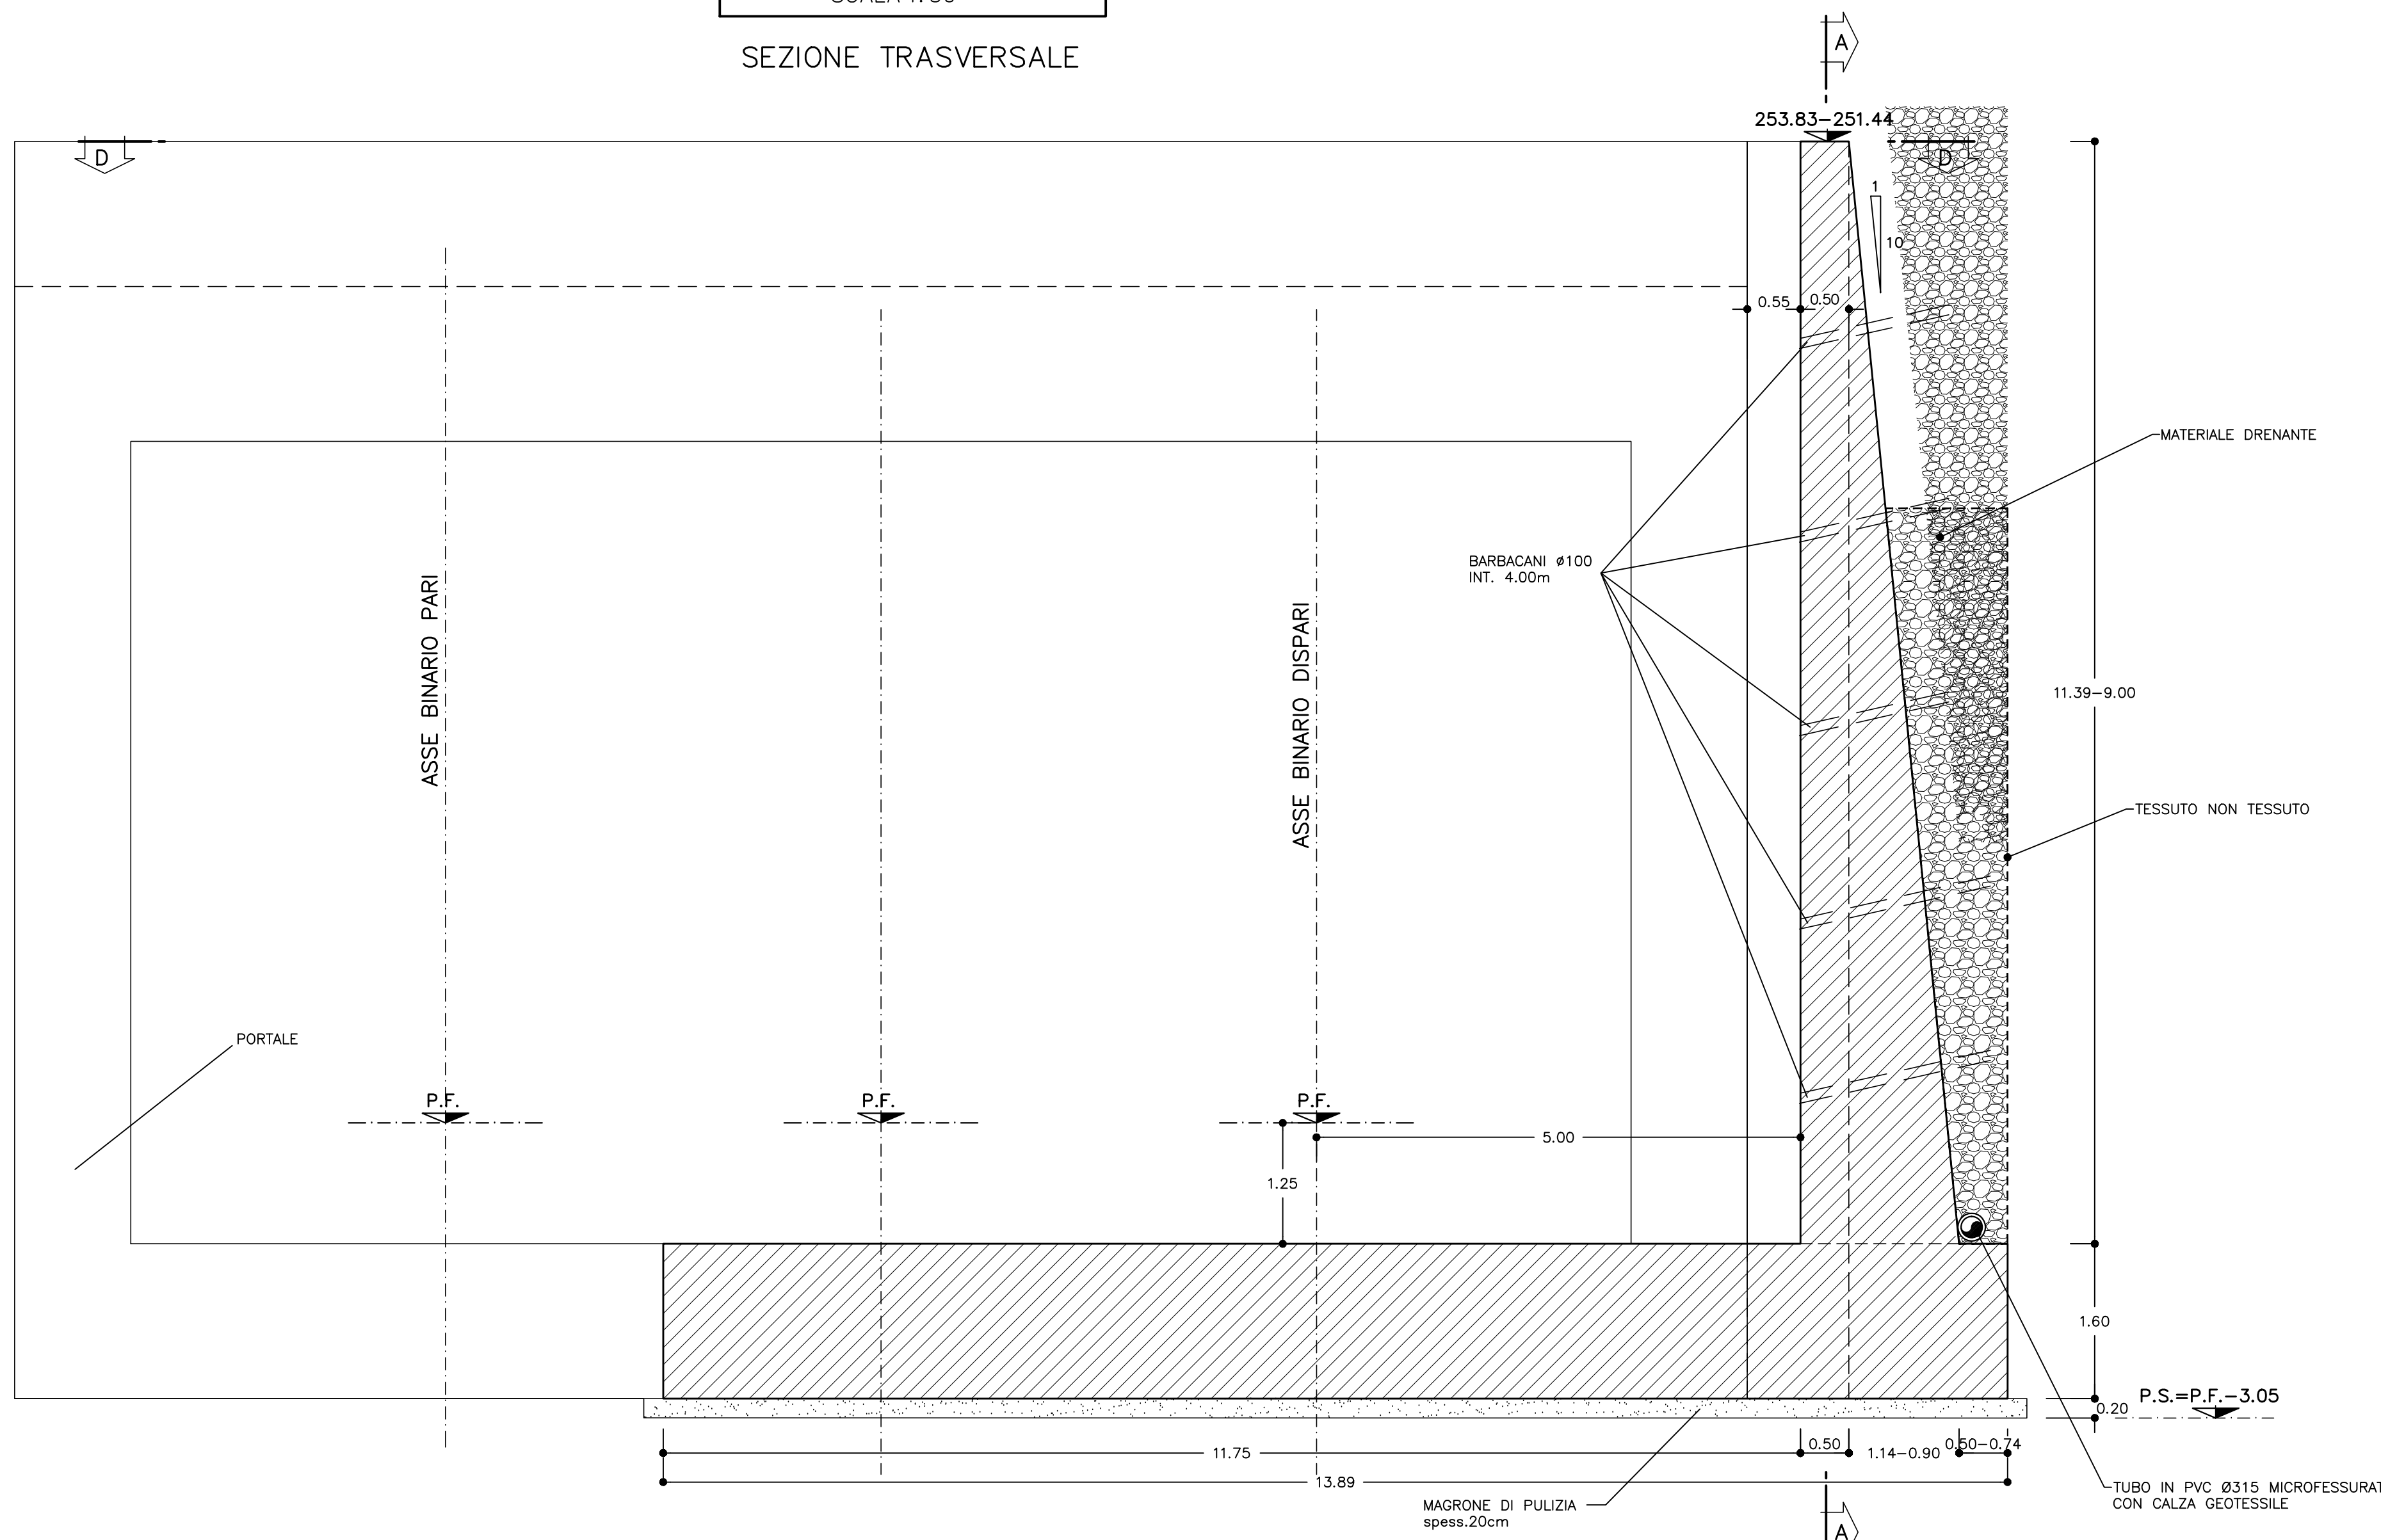 SEZIONE TRASVERSALE
A
253.83-251.44
D
D
1
10
0.55
0.50
MATERIALE DRENANTE
BARBACANI ø100
INT. 4.00m
ASSE BINARIO PARI
ASSE BINARIO DISPARI
11.39-9.00
TESSUTO NON TESSUTO
PORTALE
P.F.
P.F.
P.F.
5.00
1.25
1.60
P.S.=P.F.-3.05
0.20
11.75
0.50
1.14-0.90
0.50-0.74
13.89
MAGRONE DI PULIZIA
spess.20cm
TUBO IN PVC Ø315 MICROFESSURAT
CON CALZA GEOTESSILE
A